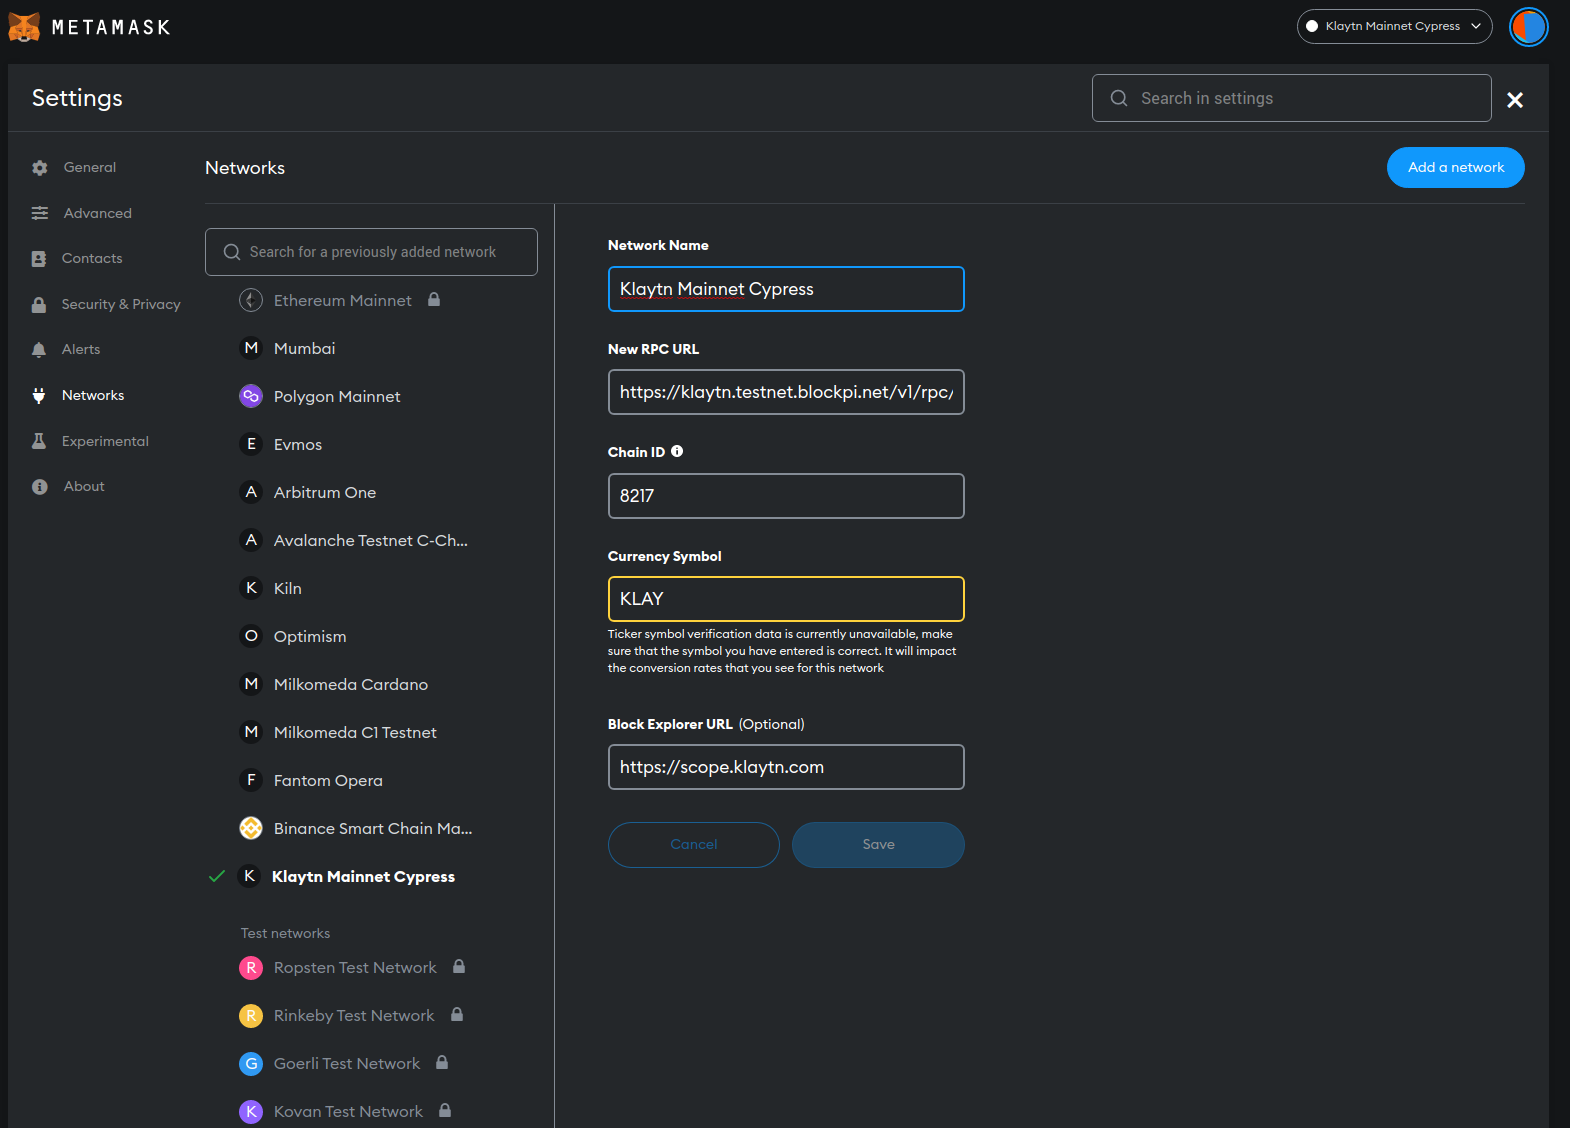 METAMASK
Klaytn Mainnet Cypress
Settings
Search in settings
General
Advanced
Contacts
Security & Privacy
Alerts
Networks
Experimental
About
Networks
Add a network
Search for a previously added network
Ethereum Mainnet
M Mumbai
Polygon Mainnet
E Evmos
A Arbitrum One
A Avalanche Testnet C-Ch...
K Kiln
O Optimism
M Milkomeda Cardano
M Milkomeda C1 Testnet
F Fantom Opera
Binance Smart Chain Ma...
K Klaytn Mainnet Cypress
Test networks
R Ropsten Test Network
R Rinkeby Test Network
G Goerli Test Network
K Kovan Test Network
Network Name
Klaytn Mainnet Cypress
New RPC URL
https://klaytn.testnet.blockpi.net/v1/rpc/
Chain ID
8217
Currency Symbol
KLAY
Ticker symbol verification data is currently unavailable, make
sure that the symbol you have entered is correct. It will impact
the conversion rates that you see for this network
Block Explorer URL (Optional)
https://scope.klaytn.com
Cancel
Save